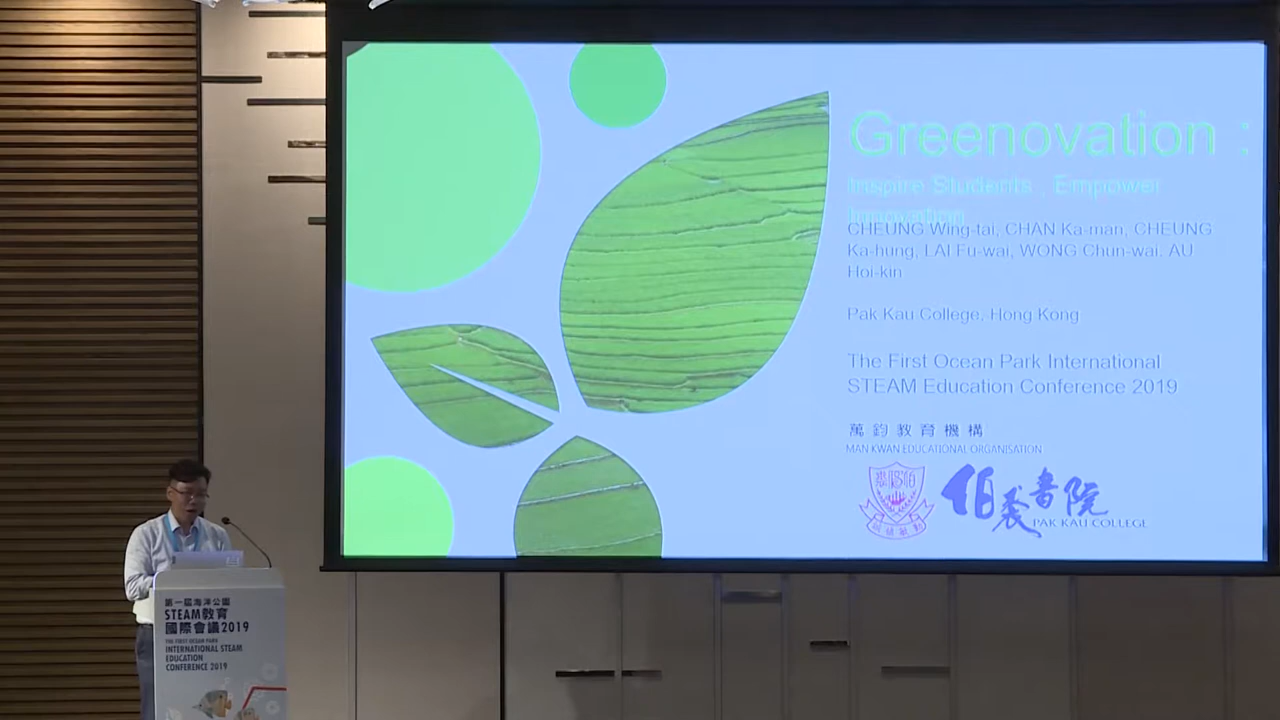 Greenovation :
Inspire Students . Empower
Innovation
CHEUNG Wing-tai, CHAN Ka-man, CHEUNG
Ka-hung, LAI Fu-wai, WONG Chun-wai. AU
Hoi-kin
Pak Kau College. Hong Kong
The First Ocean Park International
STEAM Education Conference 2019
萬鈞教育機構
MAN KWAN EDUCATIONAL ORGANISATION
伯裘書院
PAK KAU COLLEGE
第一屆海洋公園
STEAM教育
國際會議2019
THE FIRST OCEAN PARK
INTERNATIONAL STEAM
EDUCATION
CONFERENCE 2019